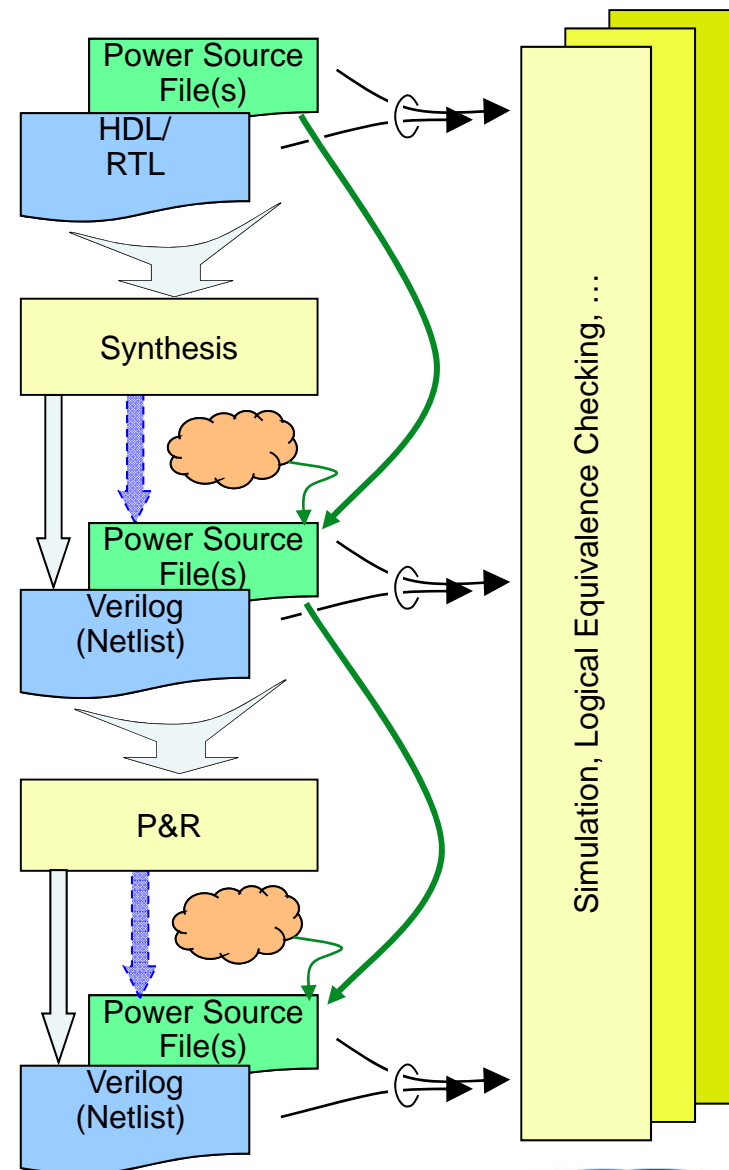 Power Source
File(s)
HDL/
RTL
Synthesis
Power Source
File(s)
Verilog
(Netlist)
P&R
Power Source
File(s)
Verilog
(Netlist)
Simulation, Logical Equivalence Checking, …